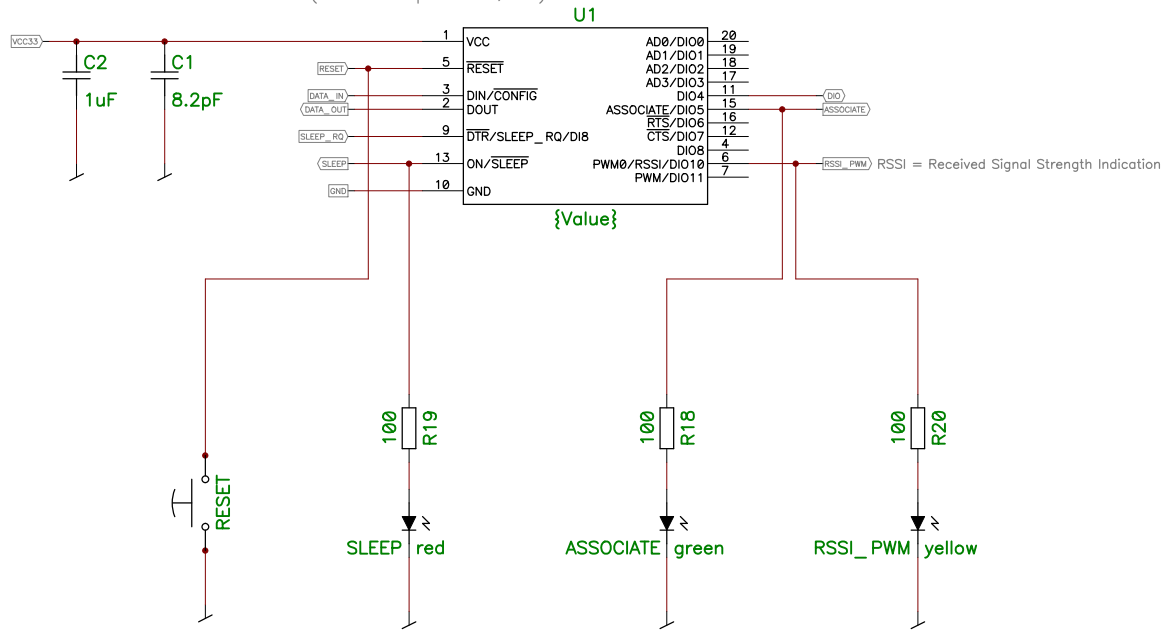 U1
VCC33
C2
1uF
C1
8.2pF
1 VCC
RESET 5 RESET
DATA_IN 3 DIN/CONFIG
DATA_OUT 2 DOUT
SLEEP_RQ 9 DTR/SLEEP_RQ/DI8
SLEEP 13 ON/SLEEP
GND 10 GND
AD0/DIO0 20
AD1/DIO1 19
AD2/DIO2 18
AD3/DIO3 17
DIO4 11 DIO
ASSOCIATE/DIO5 15 ASSOCIATE
RTS/DIO6 16
CTS/DIO7 12
DIO8 4
PWM0/RSSI/DIO10 6 RSSI_PWM RSSI = Received Signal Strength Indication
PWM/DIO11 7
{Value}
100 R19
100 R18
100 R20
RESET
SLEEP red
ASSOCIATE green
RSSI_PWM yellow